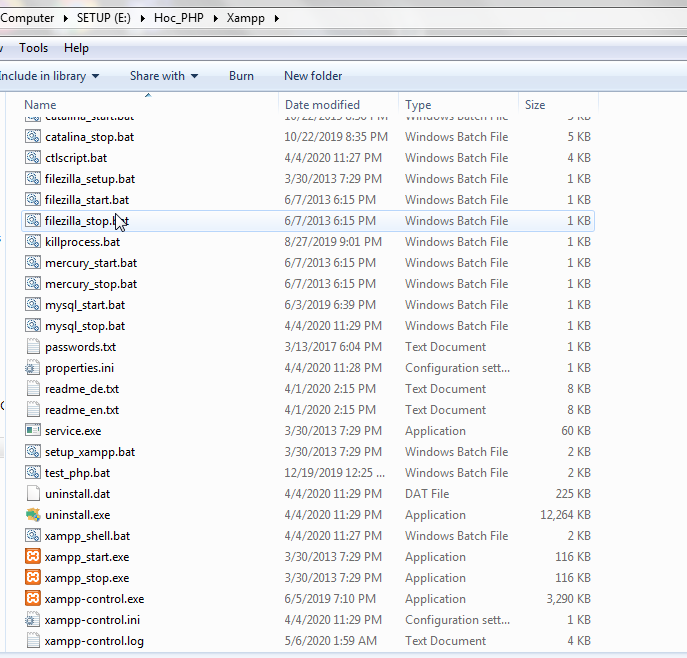 Computer ▸ SETUP (E:) ▸ Hoc_PHP ▸ Xampp ▸
Tools Help
Include in library Share with Burn New folder
Name Date modified Type Size
catalina_start.bat 10/22/2019 8:30 PM Windows Batch File 5 KB
catalina_stop.bat 10/22/2019 8:35 PM Windows Batch File 5 KB
ctlscript.bat 4/4/2020 11:27 PM Windows Batch File 4 KB
filezilla_setup.bat 3/30/2013 7:29 PM Windows Batch File 1 KB
filezilla_start.bat 6/7/2013 6:15 PM Windows Batch File 1 KB
filezilla_stop.bat 6/7/2013 6:15 PM Windows Batch File 1 KB
killprocess.bat 8/27/2019 9:01 PM Windows Batch File 1 KB
mercury_start.bat 6/7/2013 6:15 PM Windows Batch File 1 KB
mercury_stop.bat 6/7/2013 6:15 PM Windows Batch File 1 KB
mysql_start.bat 6/3/2019 6:39 PM Windows Batch File 1 KB
mysql_stop.bat 4/4/2020 11:29 PM Windows Batch File 1 KB
passwords.txt 3/13/2017 6:04 PM Text Document 1 KB
properties.ini 4/4/2020 11:28 PM Configuration sett... 1 KB
readme_de.txt 4/1/2020 2:15 PM Text Document 8 KB
readme_en.txt 4/1/2020 2:15 PM Text Document 8 KB
service.exe 3/30/2013 7:29 PM Application 60 KB
setup_xampp.bat 3/30/2013 7:29 PM Windows Batch File 2 KB
test_php.bat 12/19/2019 12:25 ... Windows Batch File 2 KB
uninstall.dat 4/4/2020 11:29 PM DAT File 225 KB
uninstall.exe 4/4/2020 11:29 PM Application 12,264 KB
xampp_shell.bat 4/4/2020 11:27 PM Windows Batch File 2 KB
xampp_start.exe 3/30/2013 7:29 PM Application 116 KB
xampp_stop.exe 3/30/2013 7:29 PM Application 116 KB
xampp-control.exe 6/5/2019 7:10 PM Application 3,290 KB
xampp-control.ini 4/4/2020 11:29 PM Configuration sett... 1 KB
xampp-control.log 5/6/2020 1:59 AM Text Document 4 KB